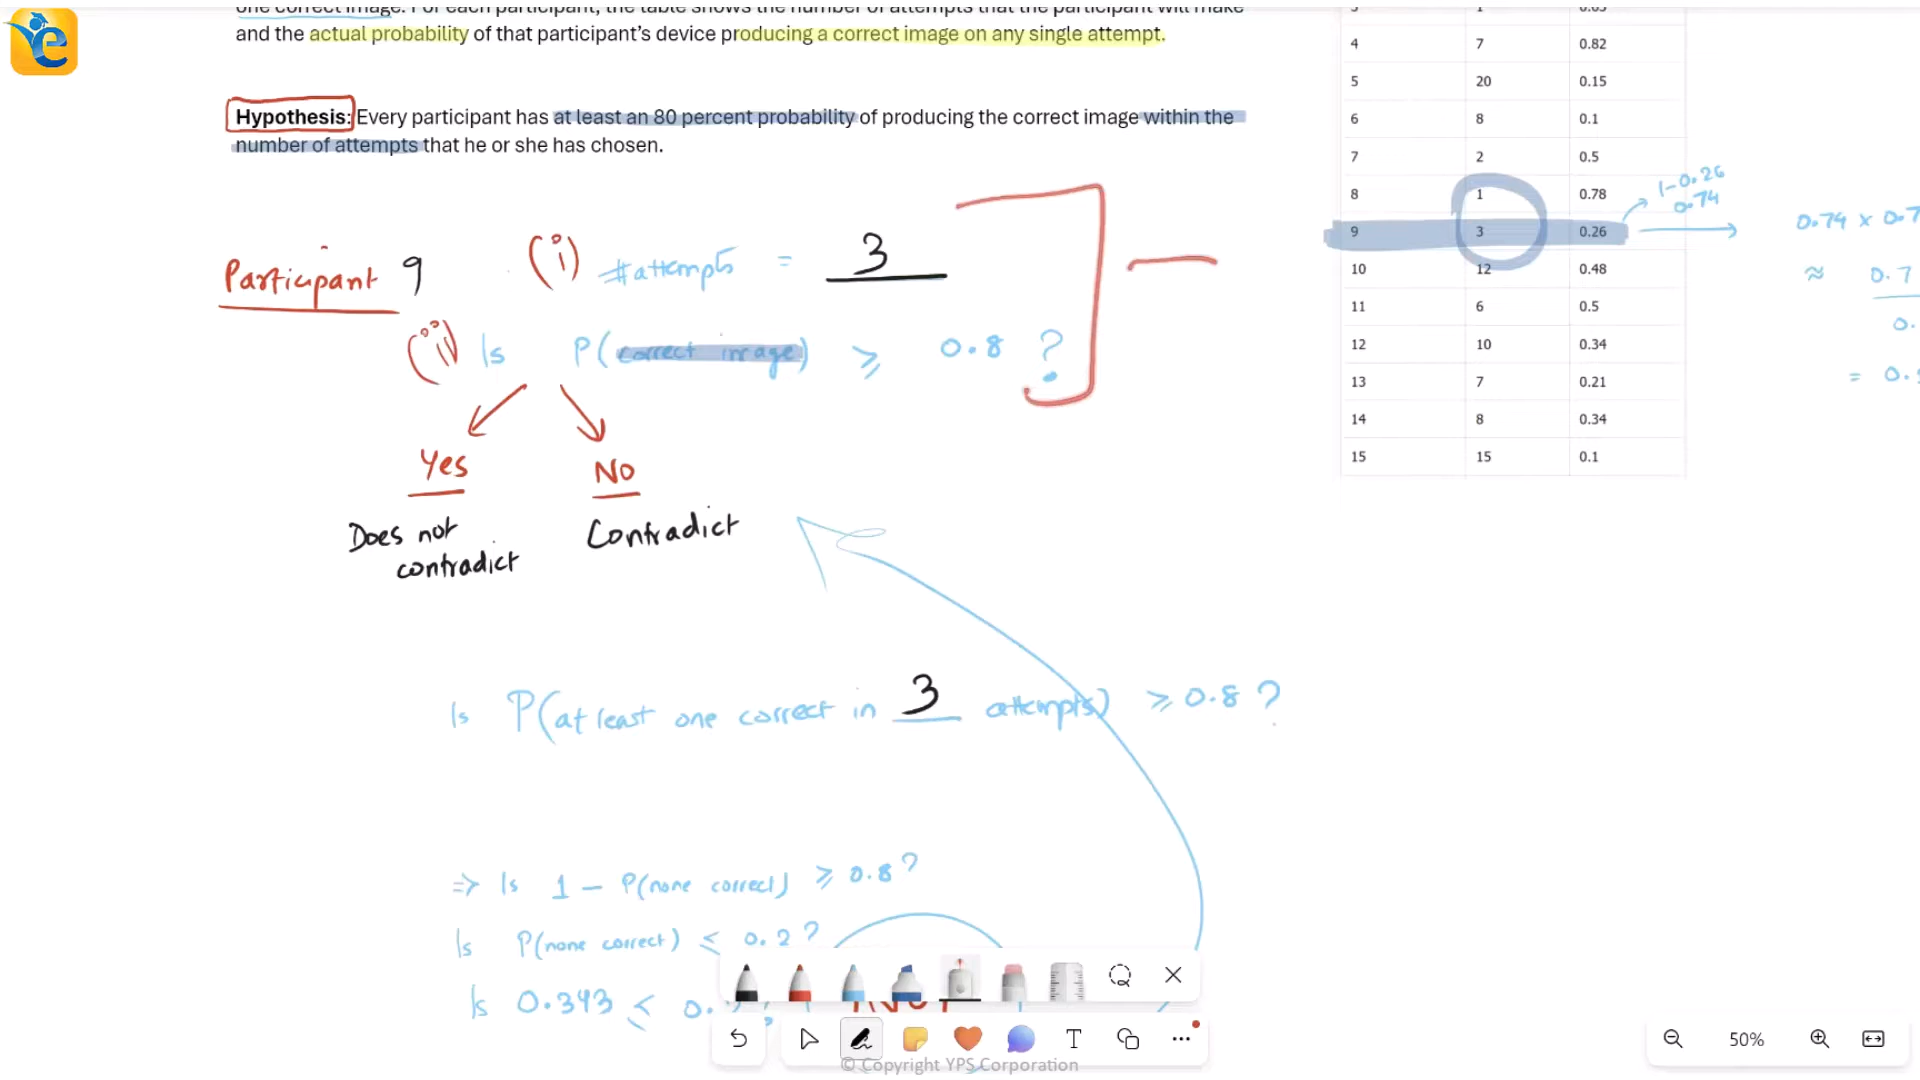 and the actual probability of that participant's device producing a correct image on any single attempt.
Hypothesis: Every participant has at least an 80 percent probability of producing the correct image within the
number of attempts that he or she has chosen.
Participant 9
(i) #attempts = 3
(ii) Is P(correct image) ⩾ 0.8 ?
Yes No
Does not
contradict
Contradict
Is P(at least one correct in 3 attempts) ⩾ 0.8 ?
⇒ Is 1 – P(none correct) ⩾ 0.8 ?
Is P(none correct) ⩽ 0.2 ?
Is 0.343 ⩽ 0.
4 7 0.82
5 20 0.15
6 8 0.1
7 2 0.5
8 1 0.78
9 3 0.26
10 12 0.48
11 6 0.5
12 10 0.34
13 7 0.21
14 8 0.34
15 15 0.1
1-0.26
0.74
0.74 x 0.7
≈ 0.7
0.
= 0.
T
50%
© Copyright YPS Corporation